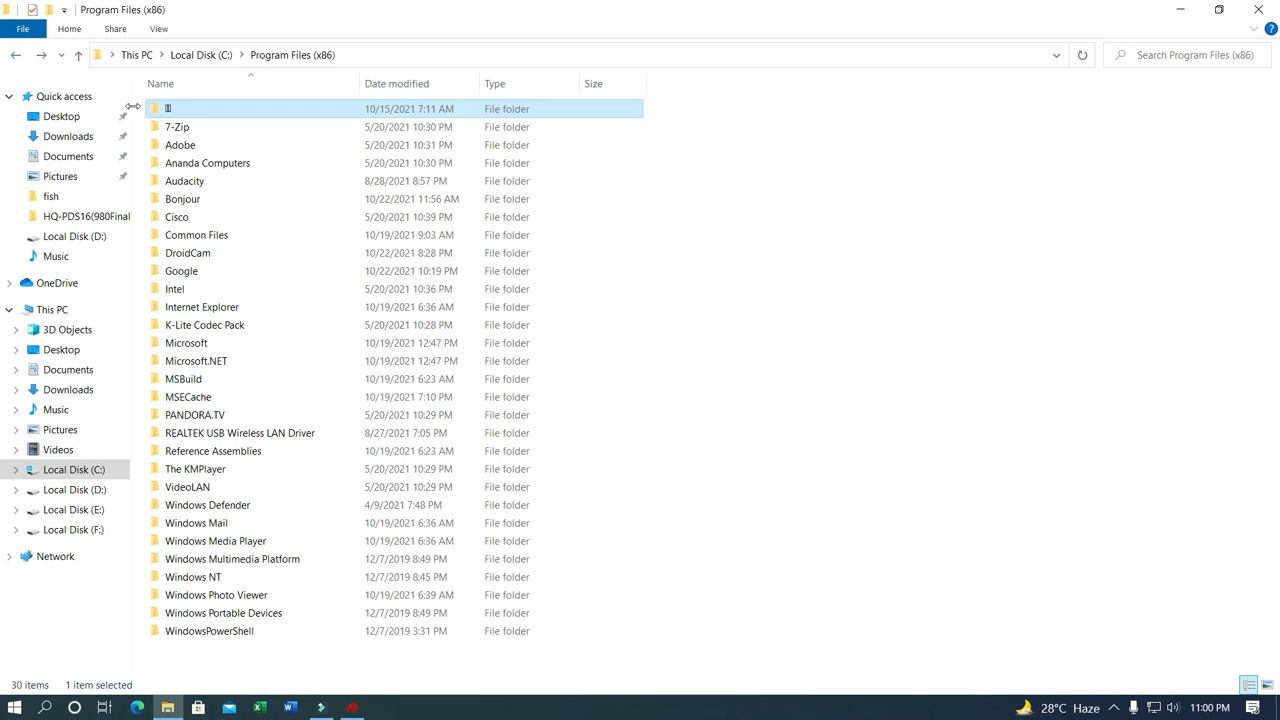 Program Files (x86)
File Home Share View
This PC Local Disk (C:) Program Files (x86) Search Program Files (x86)
Name Date modified Type Size
Quick access
Desktop
Downloads
Documents
Pictures
fish
HQ-PDS16(980Final
Local Disk (D:)
Music
OneDrive
This PC
3D Objects
Desktop
Documents
Downloads
Music
Pictures
Videos
Local Disk (C:)
Local Disk (D:)
Local Disk (E:)
Local Disk (F:)
Network
10/15/2021 7:11 AM File folder
7-Zip 5/20/2021 10:30 PM File folder
Adobe 5/20/2021 10:31 PM File folder
Ananda Computers 5/20/2021 10:30 PM File folder
Audacity 8/28/2021 8:57 PM File folder
Bonjour 10/22/2021 11:56 AM File folder
Cisco 5/20/2021 10:39 PM File folder
Common Files 10/19/2021 9:03 AM File folder
DroidCam 10/22/2021 8:28 PM File folder
Google 10/22/2021 10:19 PM File folder
Intel 5/20/2021 10:36 PM File folder
Internet Explorer 10/19/2021 6:36 AM File folder
K-Lite Codec Pack 5/20/2021 10:28 PM File folder
Microsoft 10/19/2021 12:47 PM File folder
Microsoft.NET 10/19/2021 12:47 PM File folder
MSBuild 10/19/2021 6:23 AM File folder
MSECache 10/19/2021 7:10 PM File folder
PANDORA.TV 5/20/2021 10:29 PM File folder
REALTEK USB Wireless LAN Driver 8/27/2021 7:05 PM File folder
Reference Assemblies 10/19/2021 6:23 AM File folder
The KMPlayer 5/20/2021 10:29 PM File folder
VideoLAN 5/20/2021 10:29 PM File folder
Windows Defender 4/9/2021 7:48 PM File folder
Windows Mail 10/19/2021 6:36 AM File folder
Windows Media Player 10/19/2021 6:36 AM File folder
Windows Multimedia Platform 12/7/2019 8:49 PM File folder
Windows NT 12/7/2019 8:45 PM File folder
Windows Photo Viewer 10/19/2021 6:39 AM File folder
Windows Portable Devices 12/7/2019 8:49 PM File folder
WindowsPowerShell 12/7/2019 3:31 PM File folder
30 items 1 item selected
28°C Haze 11:00 PM